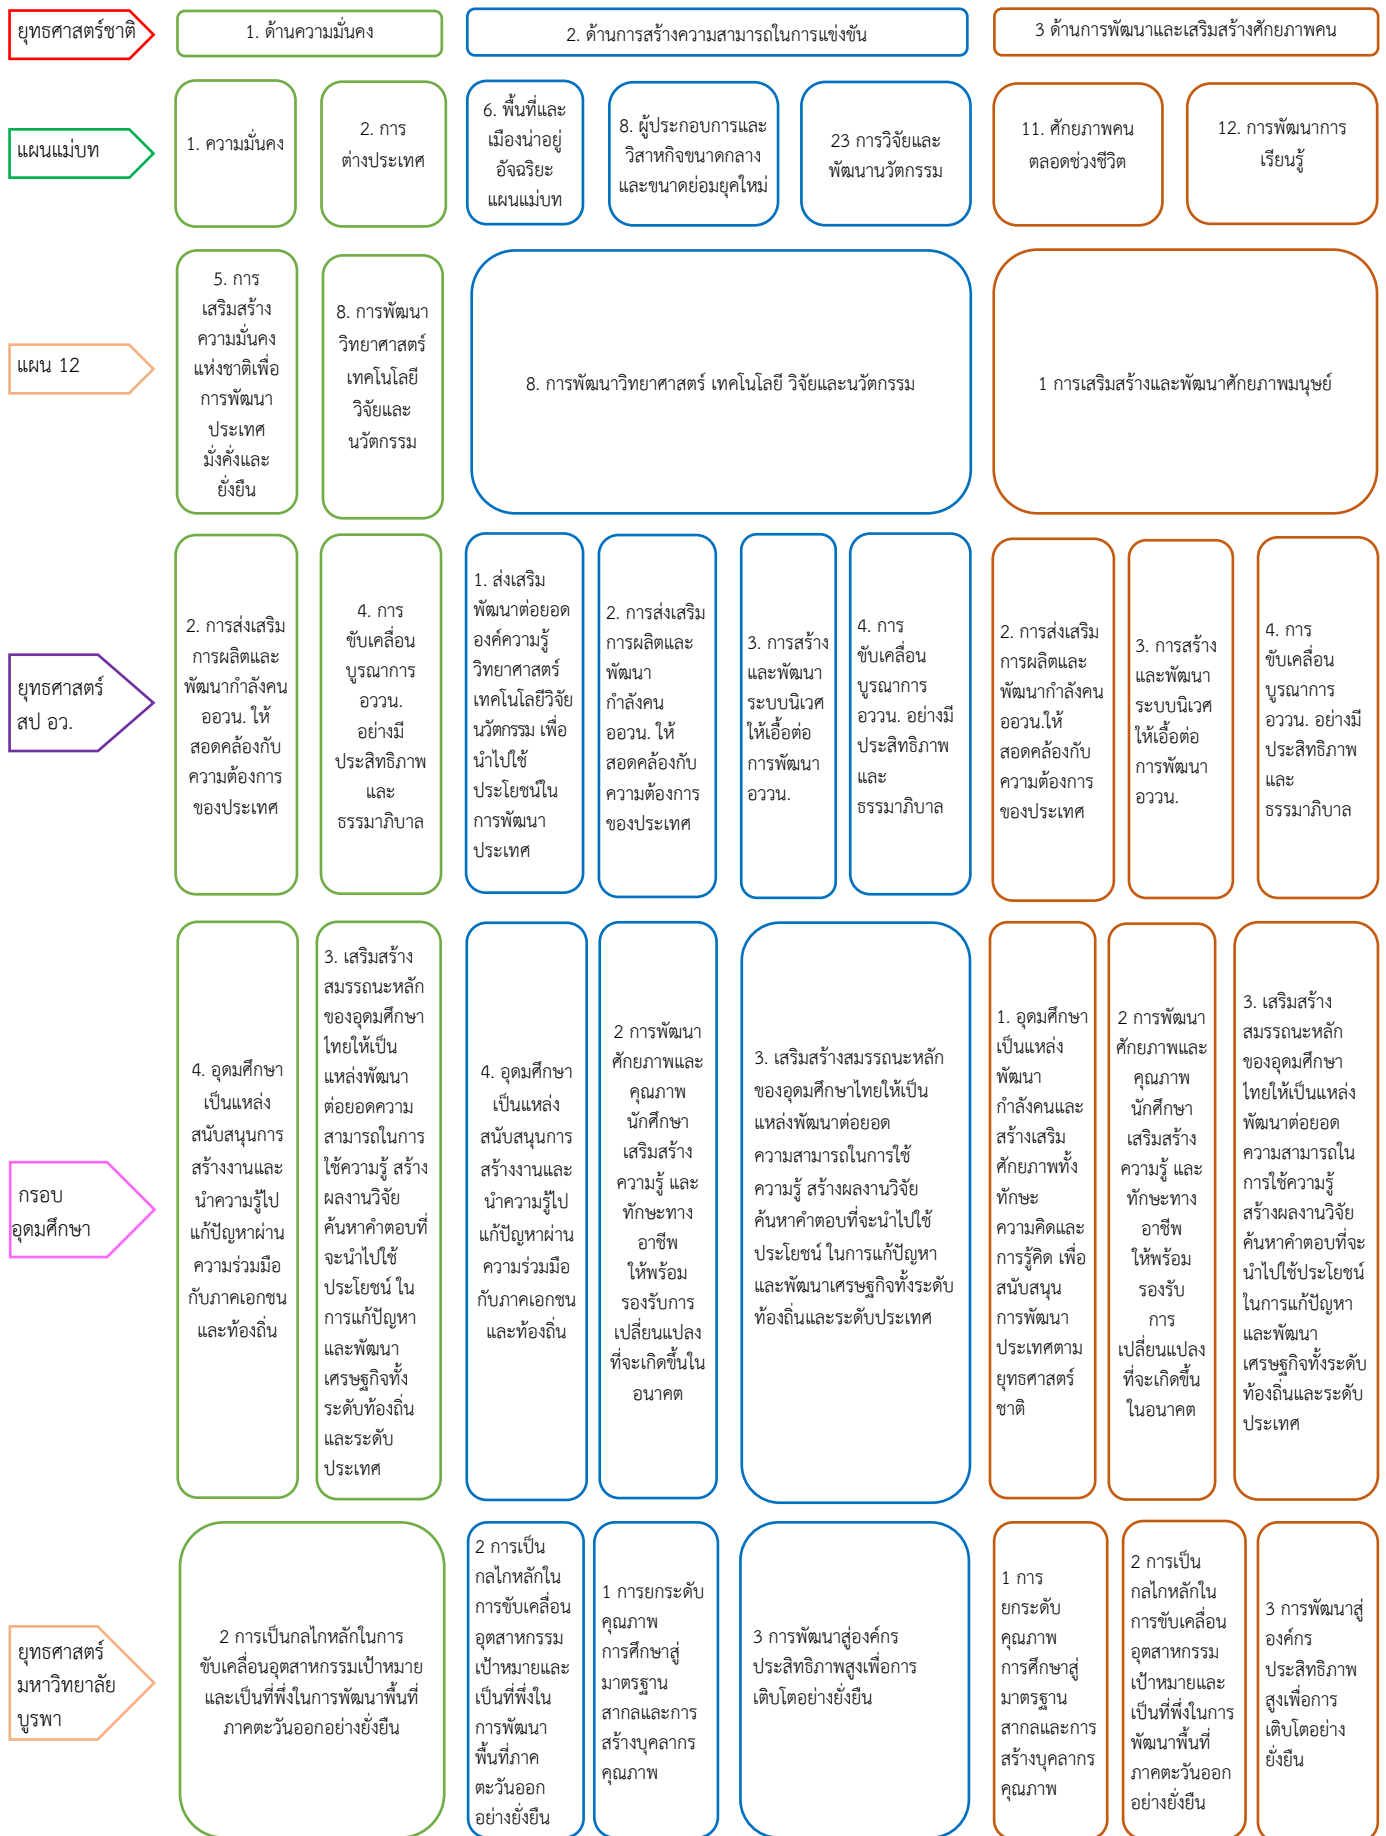 ยุทธศาสตร์ชาติ
1. ด้านความมั่นคง
2. ด้านการสร้างความสามารถในการแข่งขัน
3 ด้านการพัฒนาและเสริมสร้างศักยภาพคน
แผนแม่บท
1. ความมั่นคง
2. การ
ต่างประเทศ
6. พื้นที่และ
เมืองน่าอยู่
อัจฉริยะ
แผนแม่บท
8. ผู้ประกอบการและ
วิสาหกิจขนาดกลาง
และขนาดย่อมยุคใหม่
23 การวิจัยและ
พัฒนานวัตกรรม
11. ศักยภาพคน
ตลอดช่วงชีวิต
12. การพัฒนาการ
เรียนรู้
แผน 12
5. การ
เสริมสร้าง
ความมั่นคง
แห่งชาติเพื่อ
การพัฒนา
ประเทศ
มั่งคั่งและ
ยั่งยืน
8. การพัฒนา
วิทยาศาสตร์
เทคโนโลยี
วิจัยและ
นวัตกรรม
8. การพัฒนาวิทยาศาสตร์ เทคโนโลยี วิจัยและนวัตกรรม
1 การเสริมสร้างและพัฒนาศักยภาพมนุษย์
ยุทธศาสตร์
สป อว.
2. การส่งเสริม
การผลิตและ
พัฒนากำลังคน
ออวน. ให้
สอดคล้องกับ
ความต้องการ
ของประเทศ
4. การ
ขับเคลื่อน
บูรณาการ
อววน.
อย่างมี
ประสิทธิภาพ
และ
ธรรมาภิบาล
1. ส่งเสริม
พัฒนาต่อยอด
องค์ความรู้
วิทยาศาสตร์
เทคโนโลยีวิจัย
นวัตกรรม เพื่อ
นำไปใช้
ประโยชน์ใน
การพัฒนา
ประเทศ
2. การส่งเสริม
การผลิตและ
พัฒนา
กำลังคน
ออวน. ให้
สอดคล้องกับ
ความต้องการ
ของประเทศ
3. การสร้าง
และพัฒนา
ระบบนิเวศ
ให้เอื้อต่อ
การพัฒนา
อววน.
4. การ
ขับเคลื่อน
บูรณาการ
อววน. อย่างมี
ประสิทธิภาพ
และ
ธรรมาภิบาล
2. การส่งเสริม
การผลิตและ
พัฒนากำลังคน
ออวน.ให้
สอดคล้องกับ
ความต้องการ
ของประเทศ
3. การสร้าง
และพัฒนา
ระบบนิเวศ
ให้เอื้อต่อ
การพัฒนา
อววน.
4. การ
ขับเคลื่อน
บูรณาการ
อววน. อย่างมี
ประสิทธิภาพ
และ
ธรรมาภิบาล
กรอบ
อุดมศึกษา
4. อุดมศึกษา
เป็นแหล่ง
สนับสนุนการ
สร้างงานและ
นำความรู้ไป
แก้ปัญหาผ่าน
ความร่วมมือ
กับภาคเอกชน
และท้องถิ่น
3. เสริมสร้าง
สมรรถนะหลัก
ของอุดมศึกษา
ไทยให้เป็น
แหล่งพัฒนา
ต่อยอดความ
สามารถในการ
ใช้ความรู้ สร้าง
ผลงานวิจัย
ค้นหาคำตอบที่
จะนำไปใช้
ประโยชน์ ใน
การแก้ปัญหา
และพัฒนา
เศรษฐกิจทั้ง
ระดับท้องถิ่น
และระดับ
ประเทศ
4. อุดมศึกษา
เป็นแหล่ง
สนับสนุนการ
สร้างงานและ
นำความรู้ไป
แก้ปัญหาผ่าน
ความร่วมมือ
กับภาคเอกชน
และท้องถิ่น
2 การพัฒนา
ศักยภาพและ
คุณภาพ
นักศึกษา
เสริมสร้าง
ความรู้ และ
ทักษะทาง
อาชีพ
ให้พร้อม
รองรับการ
เปลี่ยนแปลง
ที่จะเกิดขึ้นใน
อนาคต
3. เสริมสร้างสมรรถนะหลัก
ของอุดมศึกษาไทยให้เป็น
แหล่งพัฒนาต่อยอด
ความสามารถในการใช้
ความรู้ สร้างผลงานวิจัย
ค้นหาคำตอบที่จะนำไปใช้
ประโยชน์ ในการแก้ปัญหา
และพัฒนาเศรษฐกิจทั้งระดับ
ท้องถิ่นและระดับประเทศ
1. อุดมศึกษา
เป็นแหล่ง
พัฒนา
กำลังคนและ
สร้างเสริม
ศักยภาพทั้ง
ทักษะ
ความคิดและ
การรู้คิด เพื่อ
สนับสนุน
การพัฒนา
ประเทศตาม
ยุทธศาสตร์
ชาติ
2 การพัฒนา
ศักยภาพและ
คุณภาพ
นักศึกษา
เสริมสร้าง
ความรู้ และ
ทักษะทาง
อาชีพ
ให้พร้อม
รองรับ
การ
เปลี่ยนแปลง
ที่จะเกิดขึ้น
ในอนาคต
3. เสริมสร้าง
สมรรถนะหลัก
ของอุดมศึกษา
ไทยให้เป็นแหล่ง
พัฒนาต่อยอด
ความสามารถใน
การใช้ความรู้
สร้างผลงานวิจัย
ค้นหาคำตอบที่จะ
นำไปใช้ประโยชน์
ในการแก้ปัญหา
และพัฒนา
เศรษฐกิจทั้งระดับ
ท้องถิ่นและระดับ
ประเทศ
ยุทธศาสตร์
มหาวิทยาลัย
บูรพา
2 การเป็นกลไกหลักในการ
ขับเคลื่อนอุตสาหกรรมเป้าหมาย
และเป็นที่พึ่งในการพัฒนาพื้นที่
ภาคตะวันออกอย่างยั่งยืน
2 การเป็น
กลไกหลักใน
การขับเคลื่อน
อุตสาหกรรม
เป้าหมายและ
เป็นที่พึ่งใน
การพัฒนา
พื้นที่ภาค
ตะวันออก
อย่างยั่งยืน
1 การยกระดับ
คุณภาพ
การศึกษาสู่
มาตรฐาน
สากลและการ
สร้างบุคลากร
คุณภาพ
3 การพัฒนาสู่องค์กร
ประสิทธิภาพสูงเพื่อการ
เติบโตอย่างยั่งยืน
1 การ
ยกระดับ
คุณภาพ
การศึกษาสู่
มาตรฐาน
สากลและการ
สร้างบุคลากร
คุณภาพ
2 การเป็น
กลไกหลักใน
การขับเคลื่อน
อุตสาหกรรม
เป้าหมายและ
เป็นที่พึ่งในการ
พัฒนาพื้นที่
ภาคตะวันออก
อย่างยั่งยืน
3 การพัฒนาสู่
องค์กร
ประสิทธิภาพ
สูงเพื่อการ
เติบโตอย่าง
ยั่งยืน